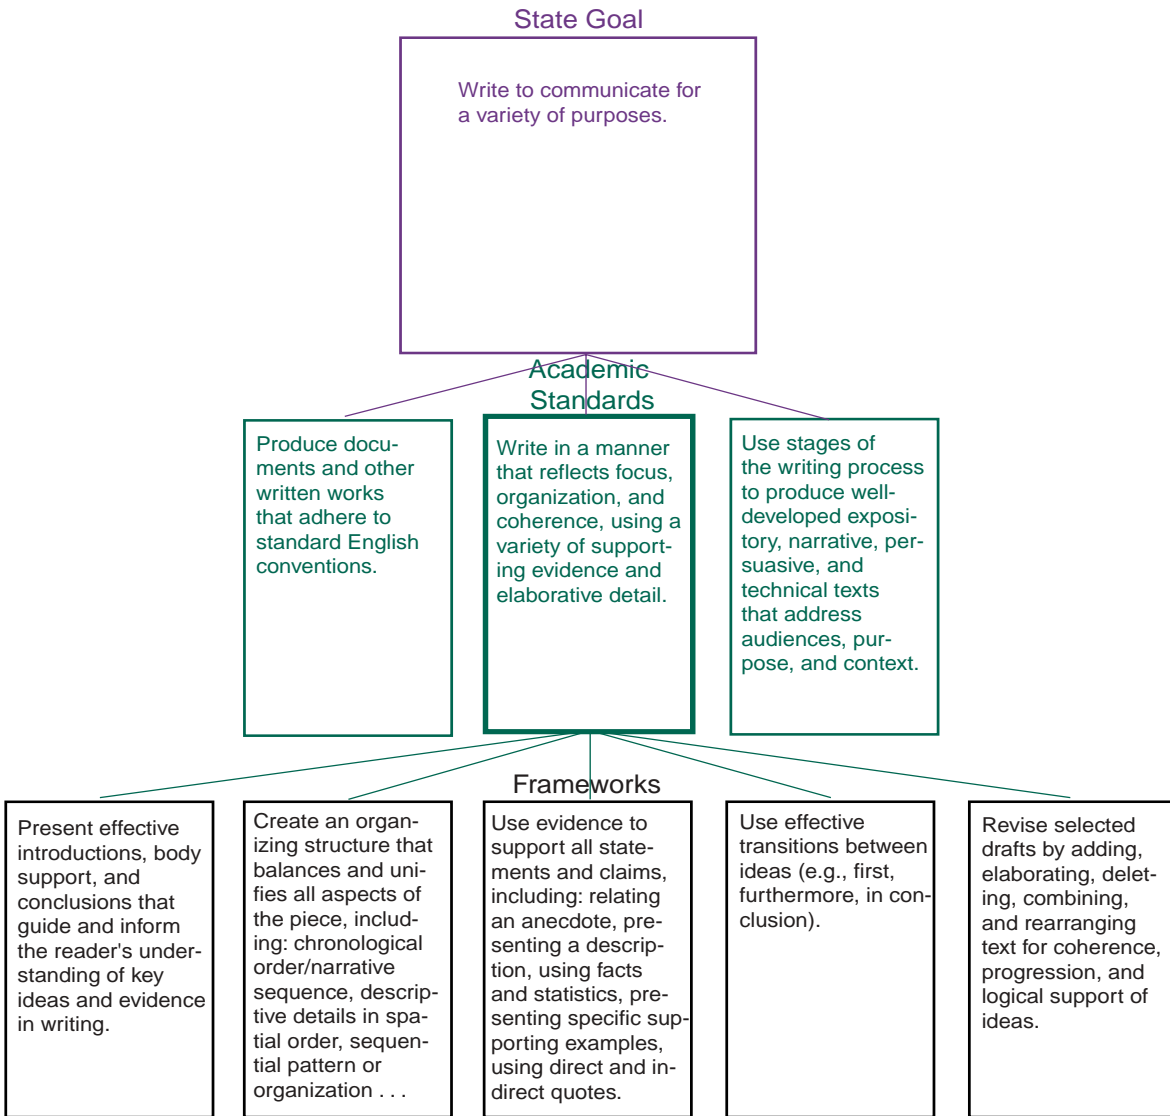 State Goal
Write to communicate for
a variety of purposes.
Academic
Standards
Produce docu-
ments and other
written works
that adhere to
standard English
conventions.
Write in a manner
that reflects focus,
organization, and
coherence, using a
variety of support-
ing evidence and
elaborative detail.
Use stages of
the writing process
to produce well-
developed exposi-
tory, narrative, per-
suasive, and
technical texts
that address
audiences, pur-
pose, and context.
Frameworks
Present effective
introductions, body
support, and
conclusions that
guide and inform
the reader's under-
standing of key
ideas and evidence
in writing.
Create an organ-
izing structure that
balances and uni-
fies all aspects of
the piece, includ-
ing: chronological
order/narrative
sequence, descrip-
tive details in spa-
tial order, sequen-
tial pattern or
organization . . .
Use evidence to
support all state-
ments and claims,
including: relating
an anecdote, pre-
senting a descrip-
tion, using facts
and statistics, pre-
senting specific sup-
porting examples,
using direct and in-
direct quotes.
Use effective
transitions between
ideas (e.g., first,
furthermore, in con-
clusion).
Revise selected
drafts by adding,
elaborating, delet-
ing, combining,
and rearranging
text for coherence,
progression, and
logical support of
ideas.